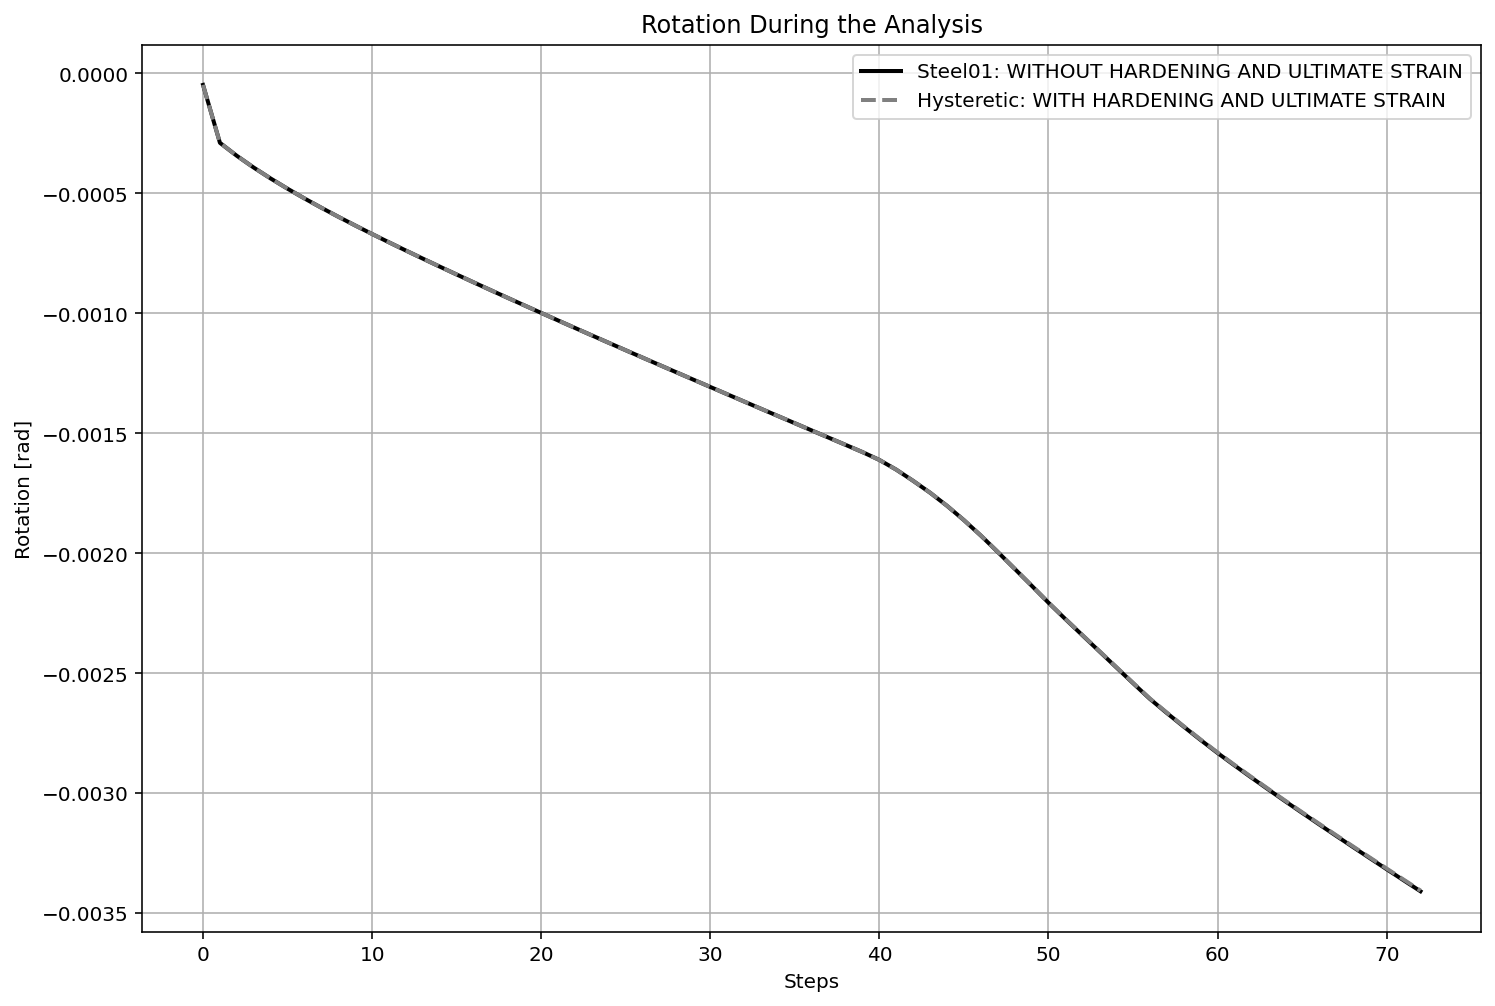 Rotation During the Analysis
Steel01: WITHOUT HARDENING AND ULTIMATE STRAIN
Hysteretic: WITH HARDENING AND ULTIMATE STRAIN
Rotation [rad]
0.0000
−0.0005
−0.0010
−0.0015
−0.0020
−0.0025
−0.0030
−0.0035
0 10 20 30 40 50 60 70
Steps